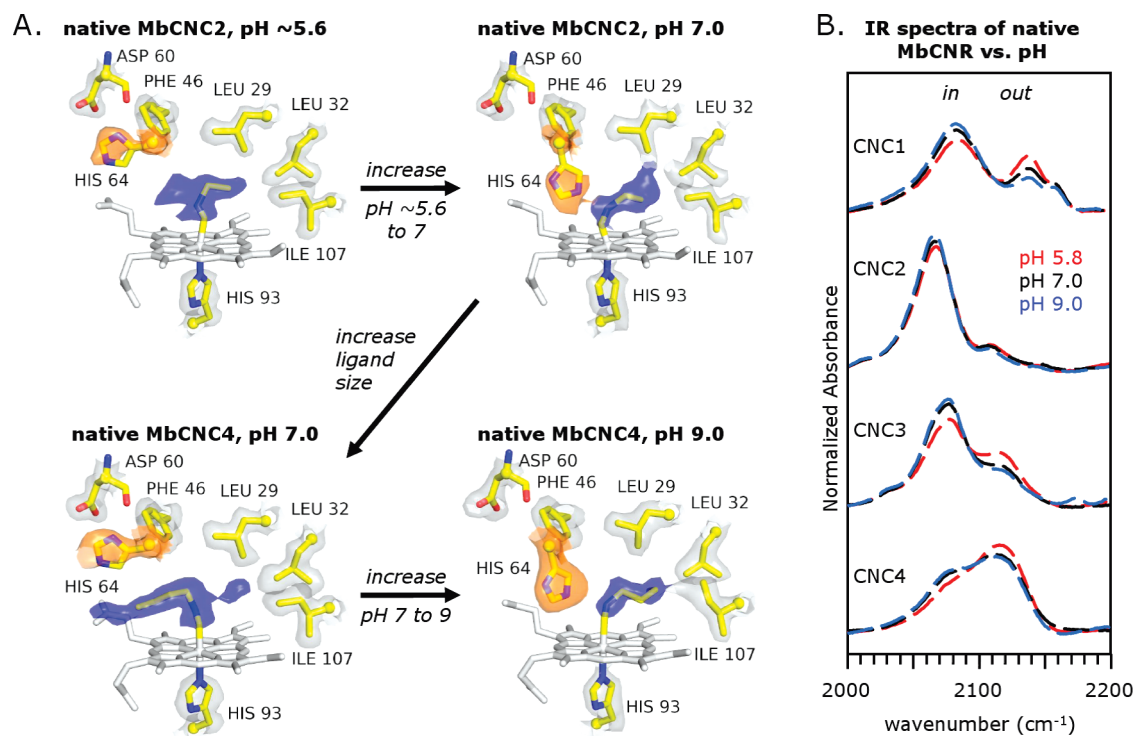 A.
native MbCNC2, pH ~5.6
ASP 60
PHE 46
LEU 29
LEU 32
HIS 64
ILE 107
HIS 93
increase
pH ~5.6
to 7
native MbCNC2, pH 7.0
ASP 60
PHE 46
LEU 29
LEU 32
HIS 64
ILE 107
HIS 93
increase
ligand
size
native MbCNC4, pH 7.0
ASP 60
PHE 46
LEU 29
LEU 32
HIS 64
ILE 107
HIS 93
increase
pH 7 to 9
native MbCNC4, pH 9.0
ASP 60
PHE 46
LEU 29
LEU 32
HIS 64
ILE 107
HIS 93
B.
IR spectra of native
MbCNR vs. pH
in out
CNC1
CNC2
pH 5.8
pH 7.0
pH 9.0
CNC3
CNC4
Normalized Absorbance
2000 2100 2200
wavenumber (cm⁻¹)